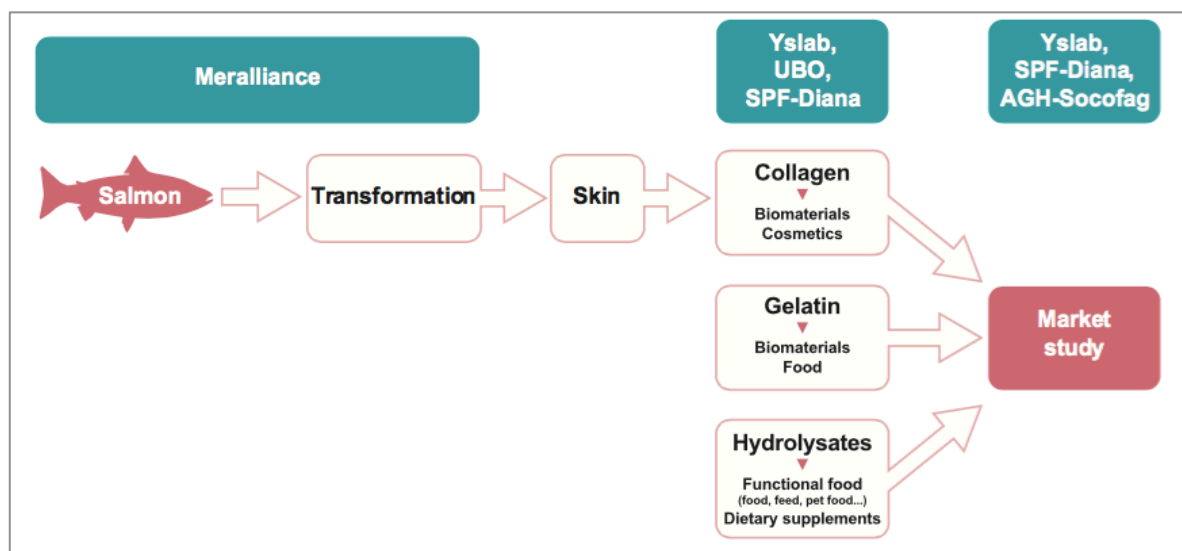 Meralliance
Yslab,
UBO,
SPF-Diana
Yslab,
SPF-Diana,
AGH-Socofag
Salmon
Transformation
Skin
Collagen
Biomaterials
Cosmetics
Gelatin
Biomaterials
Food
Market
study
Hydrolysates
Functional food
(food, feed, pet food...)
Dietary supplements